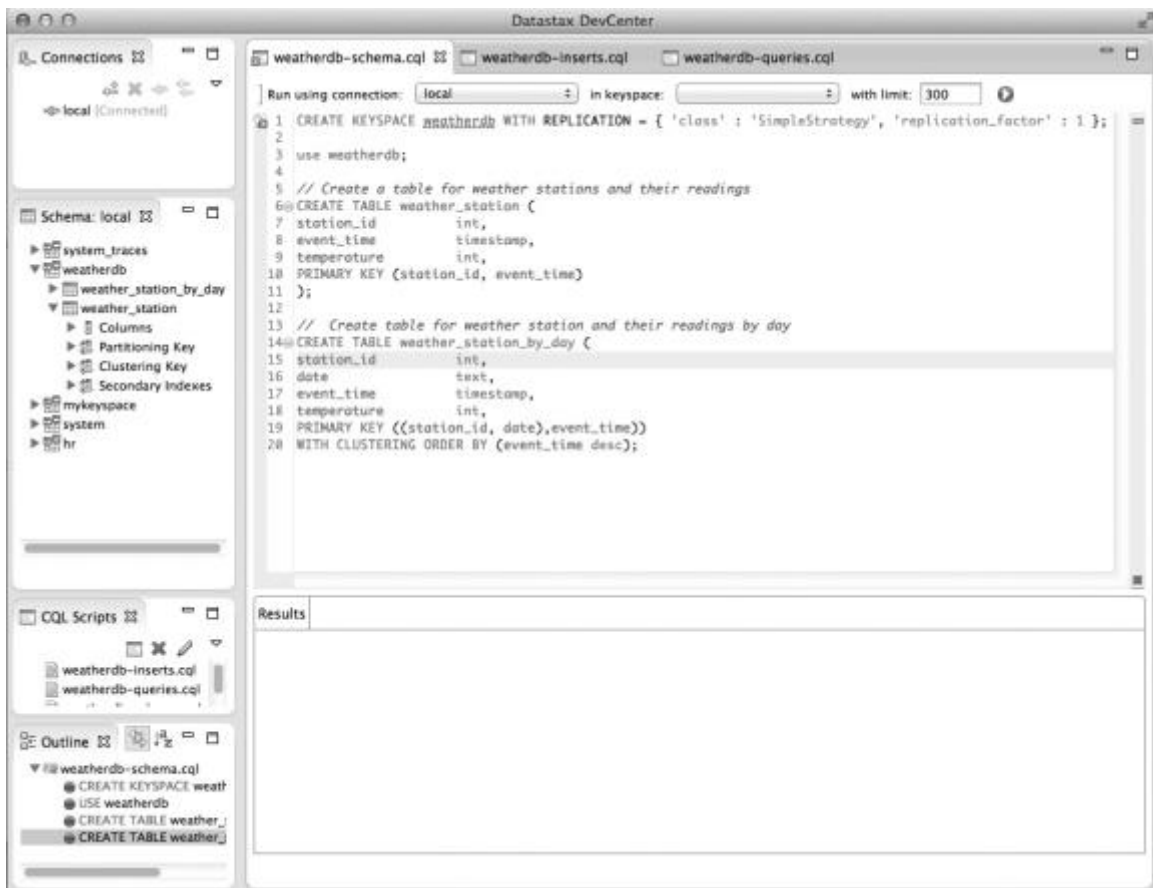 Datastax DevCenter
Connections
local (Connected)
Schema: local
system_traces
weatherdb
weather_station_by_day
weather_station
Columns
Partitioning Key
Clustering Key
Secondary Indexes
mykeyspace
system
hr
CQL Scripts
weatherdb-inserts.cql
weatherdb-queries.cql
Outline
weatherdb-schema.cql
CREATE KEYSPACE weath
USE weatherdb
CREATE TABLE weather_
CREATE TABLE weather_
weatherdb-schema.cql weatherdb-inserts.cql weatherdb-queries.cql
Run using connection: local in keyspace: with limit: 300
1 CREATE KEYSPACE weatherdb WITH REPLICATION = { 'class' : 'SimpleStrategy', 'replication_factor' : 1 };
2
3 use weatherdb;
4
5 // Create a table for weather stations and their readings
6 CREATE TABLE weather_station (
7 station_id int,
8 event_time timestamp,
9 temperature int,
10 PRIMARY KEY (station_id, event_time)
11 );
12
13 // Create table for weather station and their readings by day
14 CREATE TABLE weather_station_by_day (
15 station_id int,
16 date text,
17 event_time timestamp,
18 temperature int,
19 PRIMARY KEY ((station_id, date),event_time))
20 WITH CLUSTERING ORDER BY (event_time desc);
Results